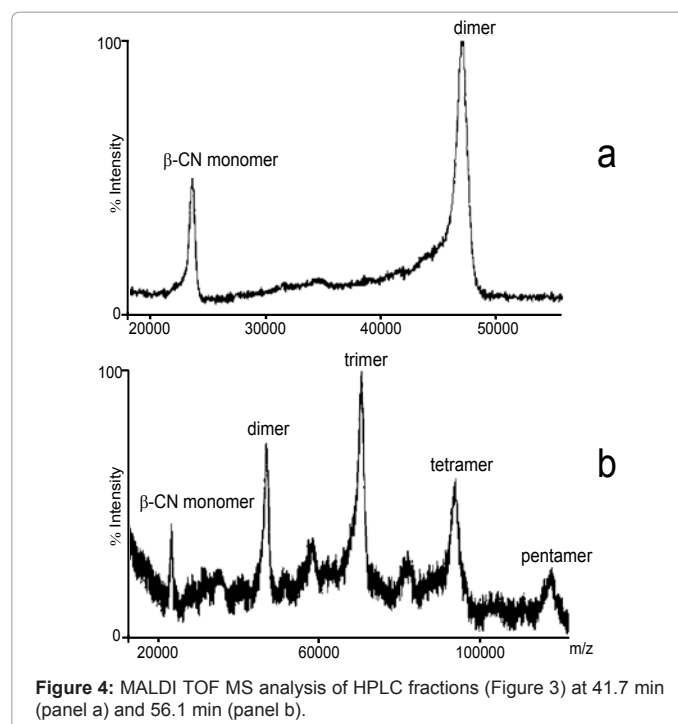 dimer
100
β-CN monomer
a
% Intensity
0
20000 30000 40000 50000
trimer
100
dimer
tetramer
b
β-CN monomer
% Intensity
pentamer
0
20000 60000 100000 m/z
Figure 4: MALDI TOF MS analysis of HPLC fractions (Figure 3) at 41.7 min
(panel a) and 56.1 min (panel b).